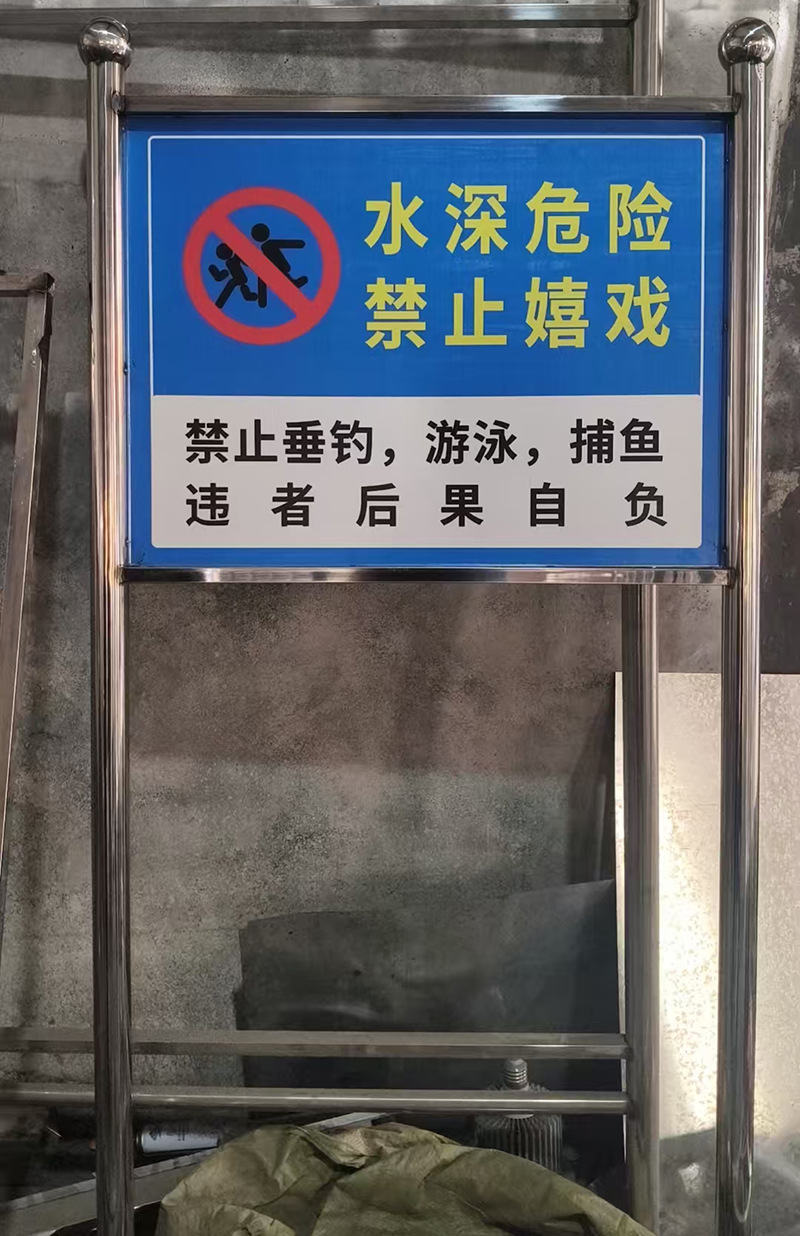 水深危险
禁止嬉戏
禁止垂钓，游泳，捕鱼
违者后果自负